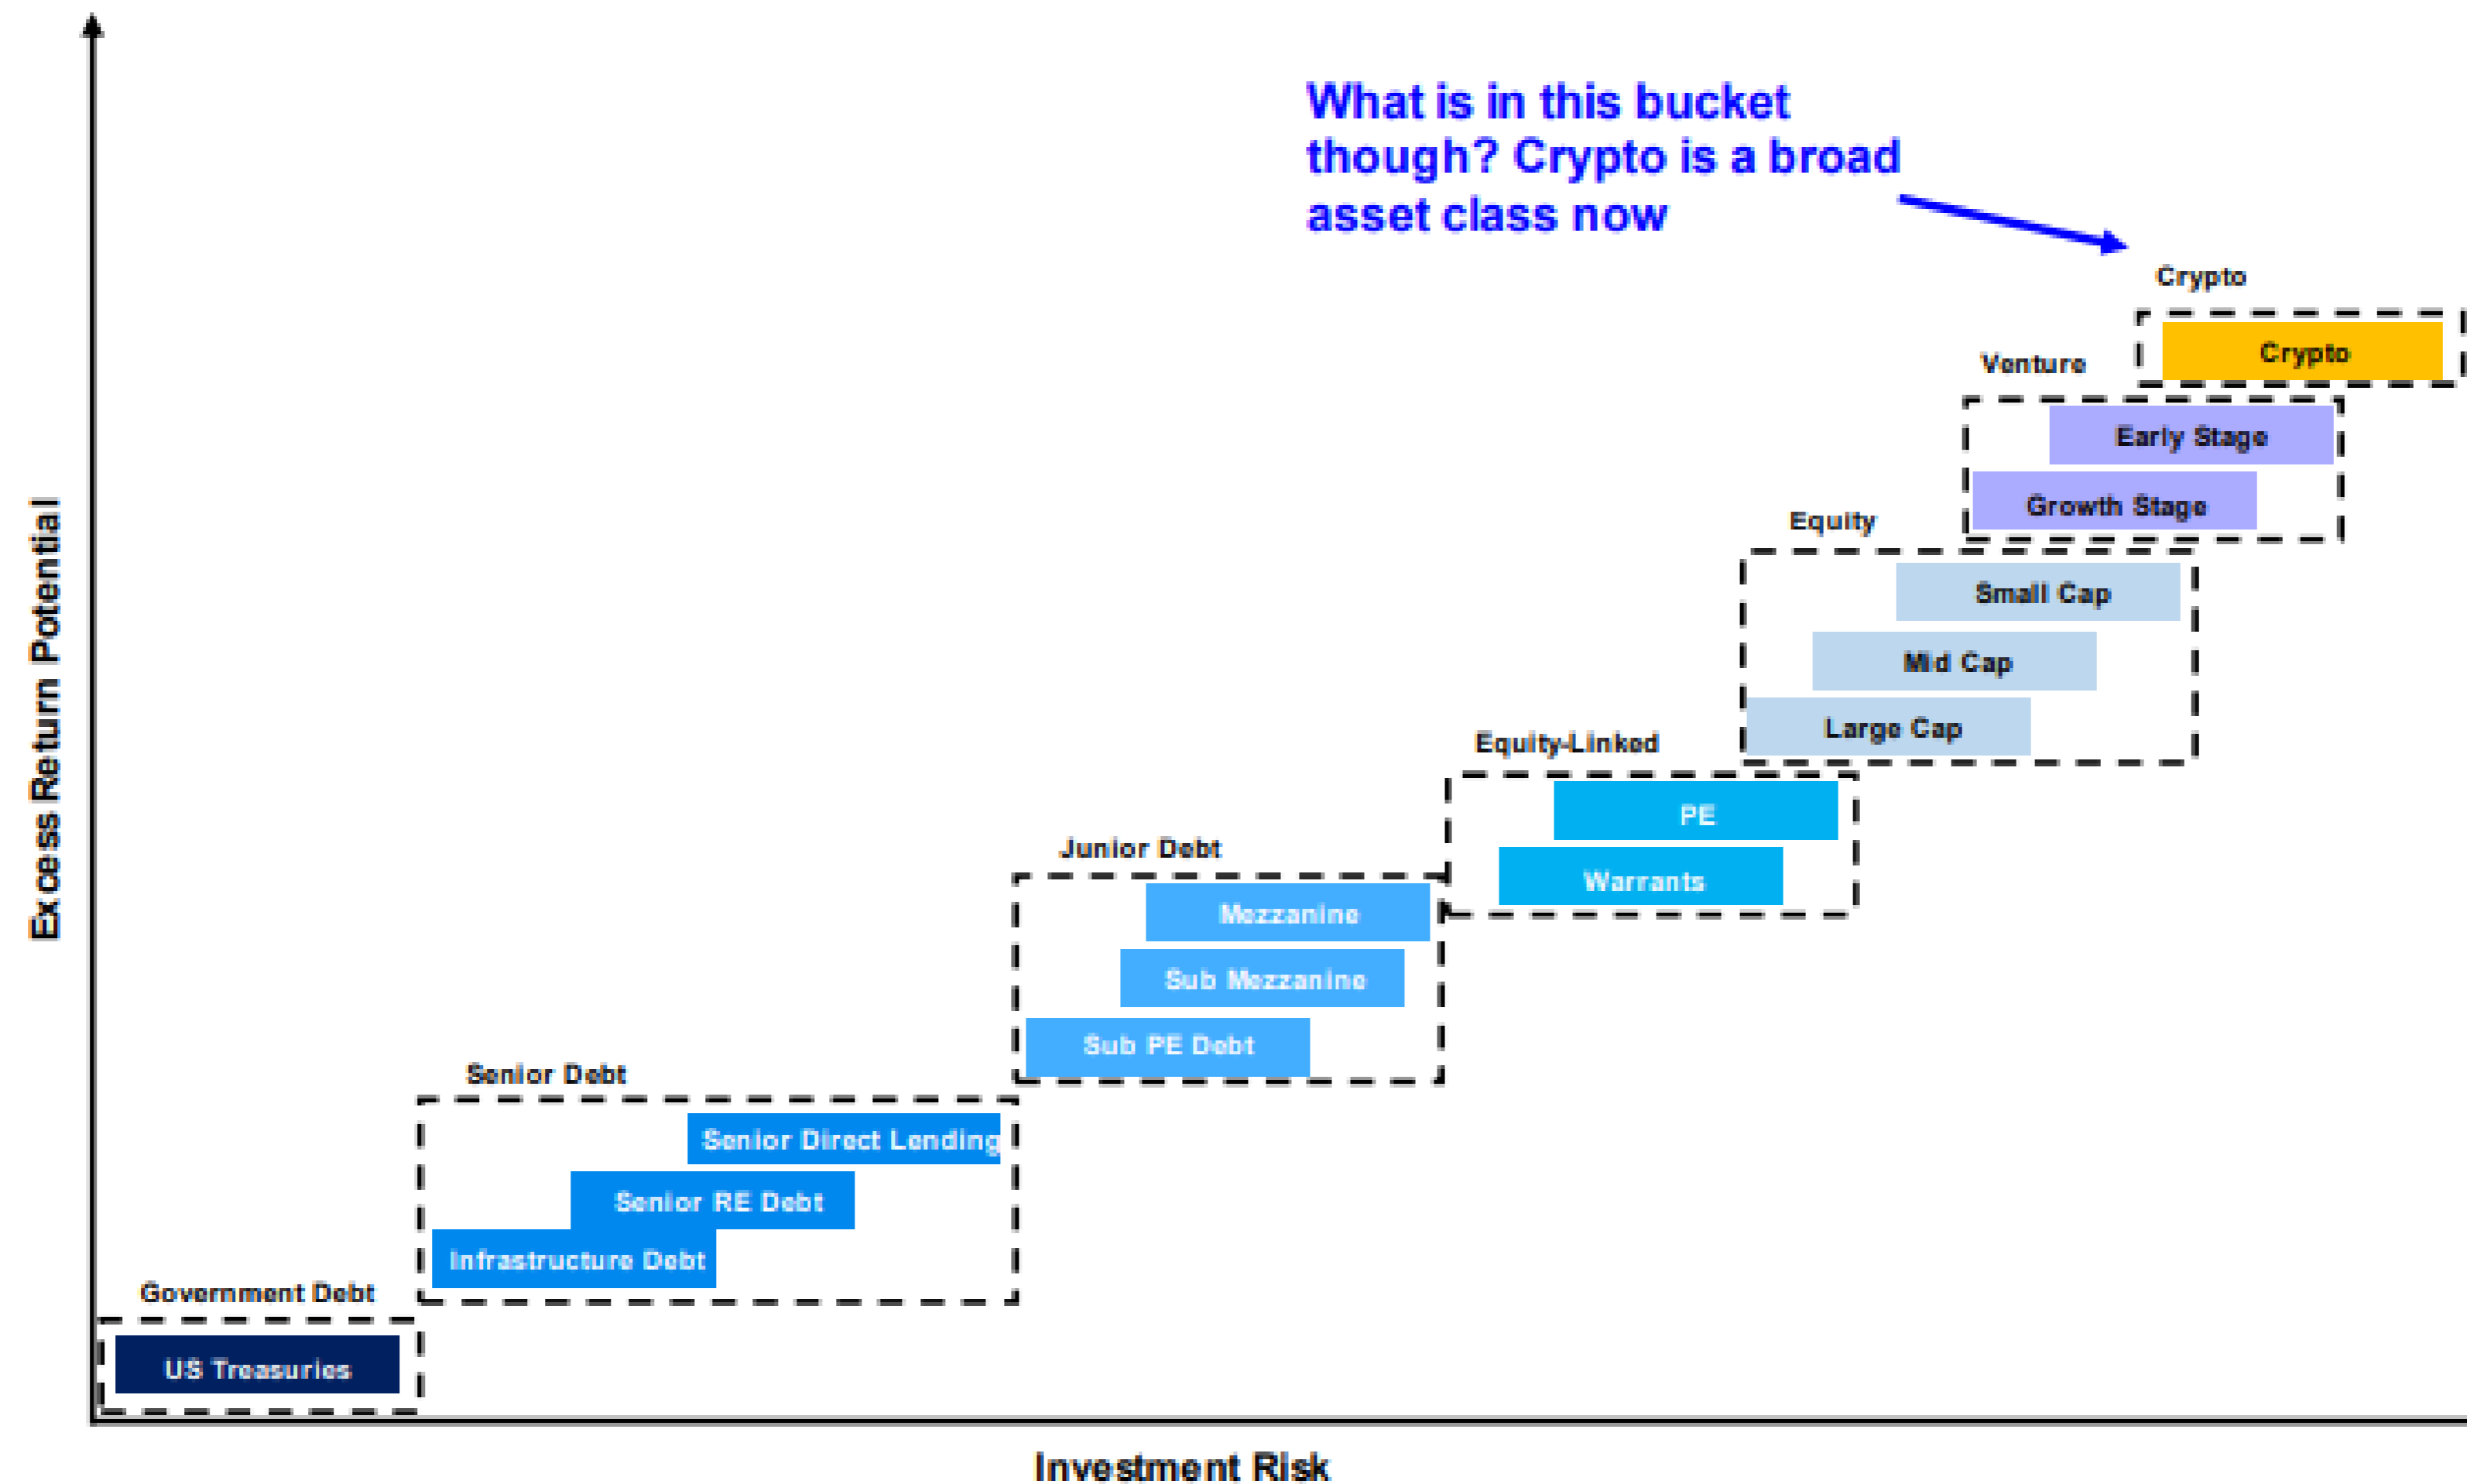 What is in this bucket
though? Crypto is a broad
asset class now
Crypto
Crypto
Venture
Early Stage
Growth Stage
Equity
Small Cap
Mid Cap
Large Cap
Equity-Linked
PE
Warrants
Junior Debt
Mezzanine
Sub Mezzanine
Sub PE Debt
Senior Debt
Senior Direct Lending
Senior RE Debt
Infrastructure Debt
Government Debt
US Treasuries
Excess Return Potential
Investment Risk